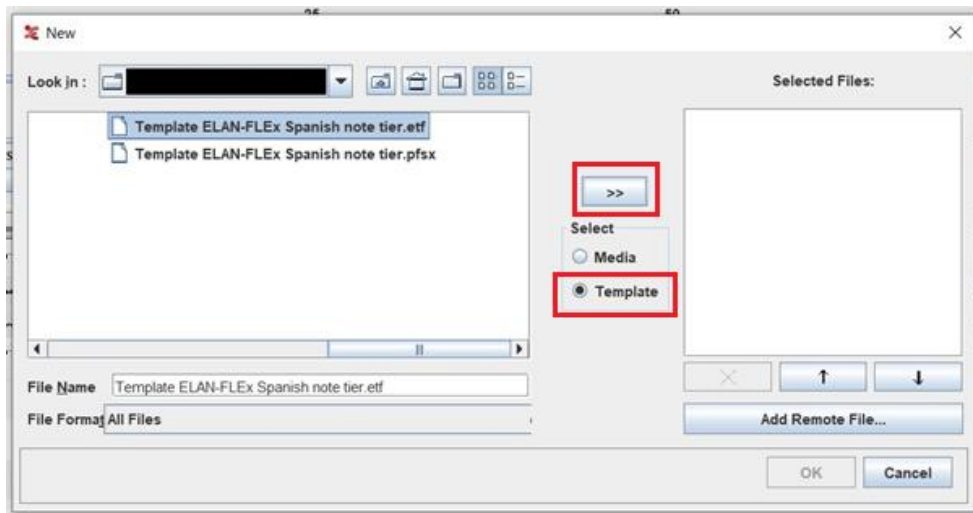 25 50
New
Look in :
Selected Files:
Template ELAN-FLEx Spanish note tier.etf
Template ELAN-FLEx Spanish note tier.pfsx
>>
Select
Media
Template
File Name Template ELAN-FLEx Spanish note tier.etf
File Format All Files
Add Remote File...
OK Cancel